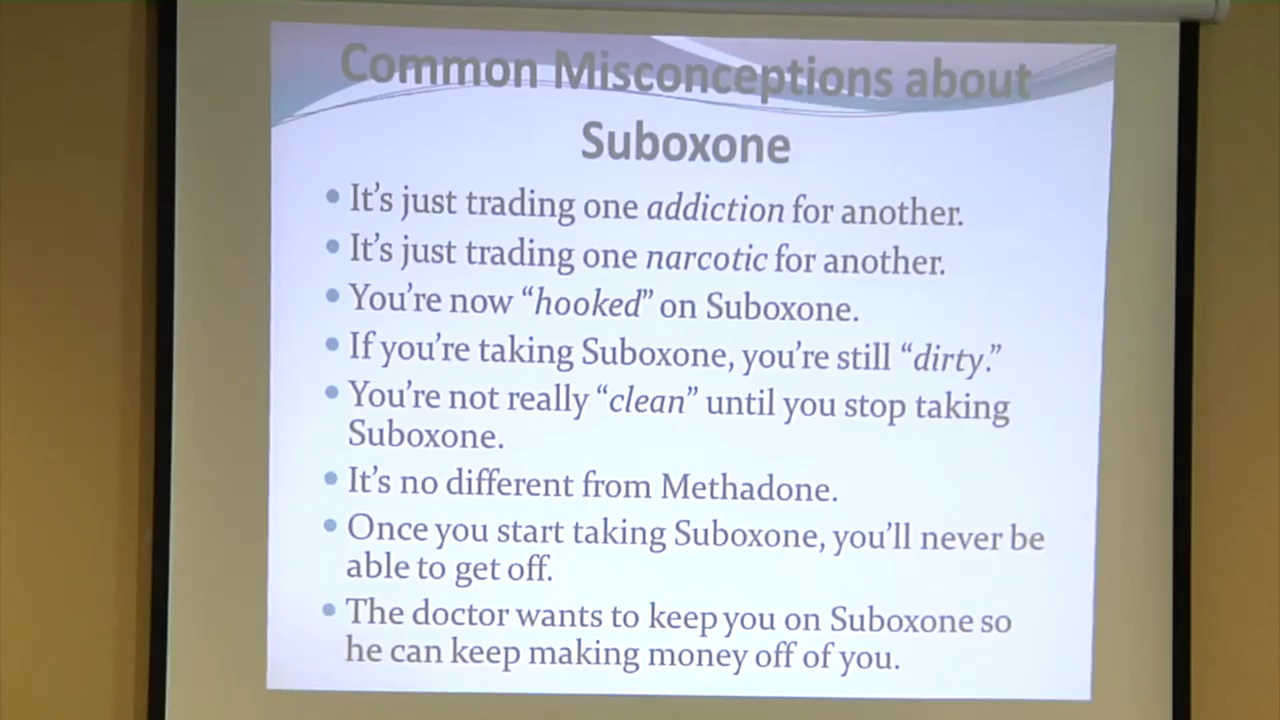 Common Misconceptions about
Suboxone
• It's just trading one addiction for another.
• It's just trading one narcotic for another.
• You're now “hooked” on Suboxone.
• If you're taking Suboxone, you're still “dirty.”
• You're not really “clean” until you stop taking
Suboxone.
• It's no different from Methadone.
• Once you start taking Suboxone, you'll never be
able to get off.
• The doctor wants to keep you on Suboxone so
he can keep making money off of you.